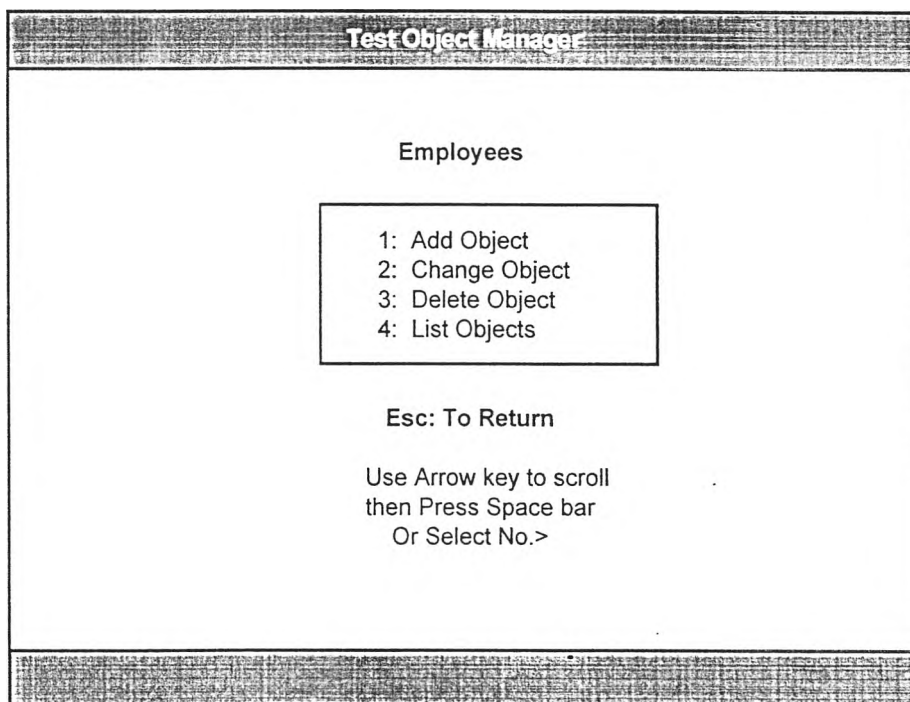 Test Object Manager
Employees
1: Add Object
2: Change Object
3: Delete Object
4: List Objects
Esc: To Return
Use Arrow key to scroll
then Press Space bar
Or Select No.>